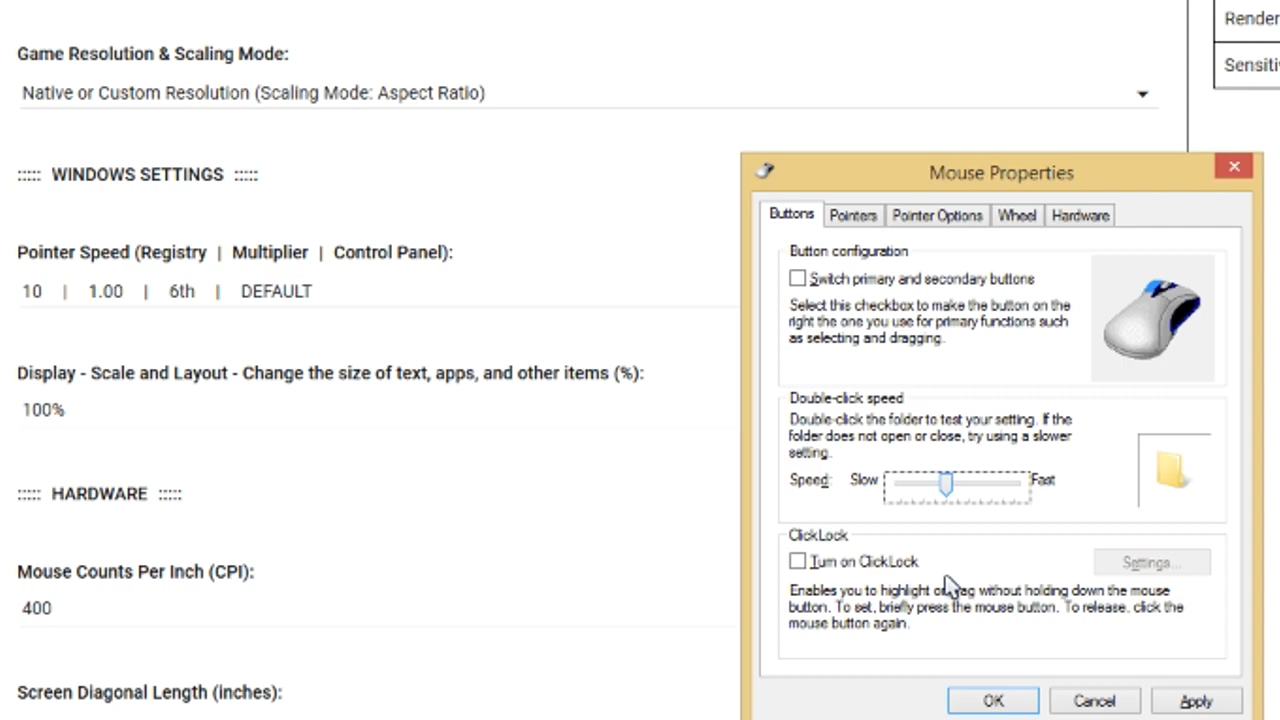 Render
Game Resolution & Scaling Mode:
Sensiti
Native or Custom Resolution (Scaling Mode: Aspect Ratio)
::::: WINDOWS SETTINGS :::::
Pointer Speed (Registry | Multiplier | Control Panel):
10 | 1.00 | 6th | DEFAULT
Display - Scale and Layout - Change the size of text, apps, and other items (%):
100%
::::: HARDWARE :::::
Mouse Counts Per Inch (CPI):
400
Screen Diagonal Length (inches):
Mouse Properties
Buttons Pointers Pointer Options Wheel Hardware
Button configuration
Switch primary and secondary buttons
Select this checkbox to make the button on the
right the one you use for primary functions such
as selecting and dragging.
Double-click speed
Double-click the folder to test your setting. If the
folder does not open or close, try using a slower
setting.
Speed: Slow Fast
ClickLock
Turn on ClickLock Settings...
Enables you to highlight or drag without holding down the mouse
button. To set, briefly press the mouse button. To release, click the
mouse button again.
OK Cancel Apply